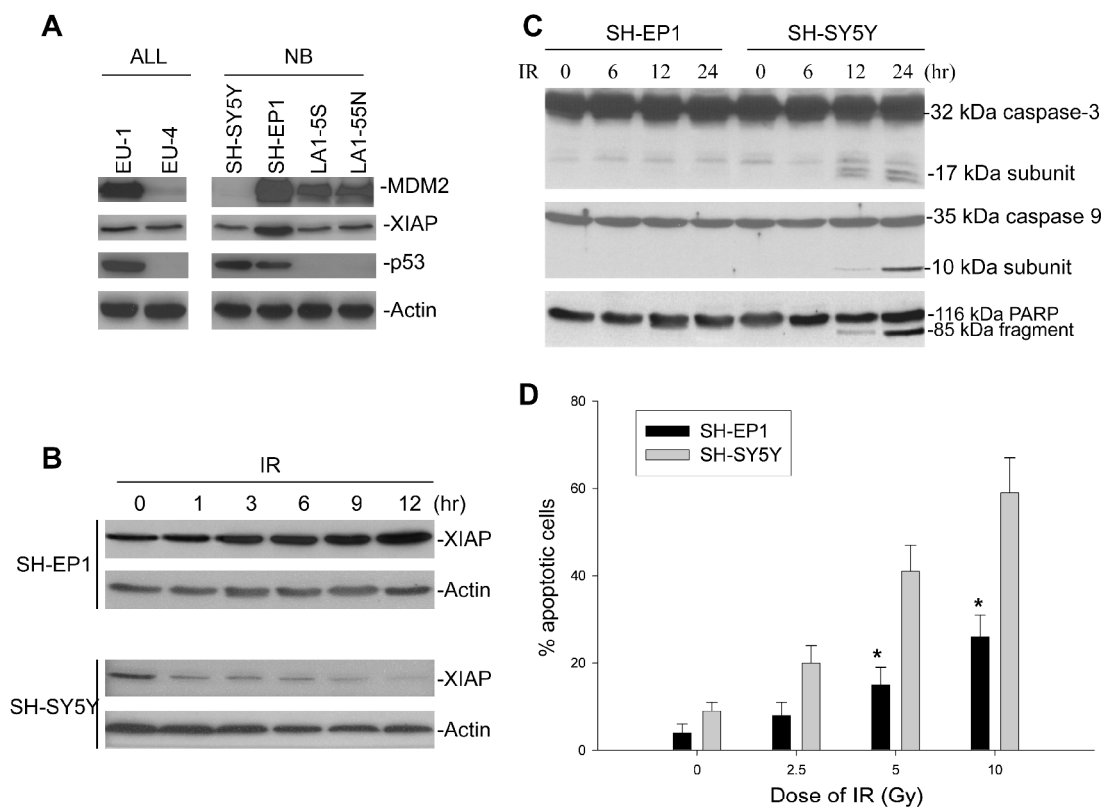 A
ALL NB
EU-1 EU-4 SH-SY5Y SH-EP1 LA1-5S LA1-55N
-MDM2
-XIAP
-p53
-Actin
B
IR
0 1 3 6 9 12 (hr)
SH-EP1
-XIAP
-Actin
SH-SY5Y
-XIAP
-Actin
C
SH-EP1 SH-SY5Y
IR 0 6 12 24 0 6 12 24 (hr)
-32 kDa caspase-3
-17 kDa subunit
-35 kDa caspase 9
-10 kDa subunit
-116 kDa PARP
-85 kDa fragment
D
80
60
40
20
0
% apoptotic cells
SH-EP1
SH-SY5Y
* *
0 2.5 5 10
Dose of IR (Gy)